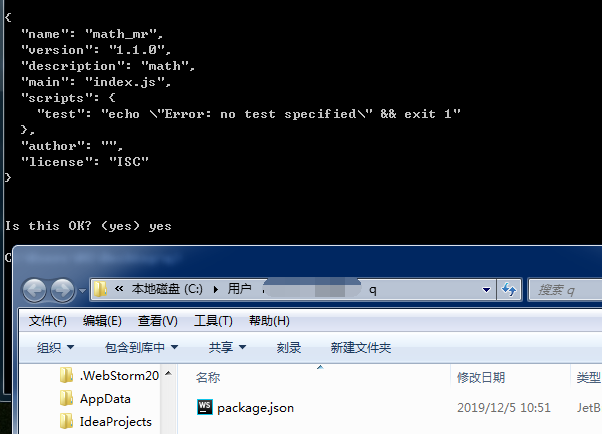 {
"name": "math_mr",
"version": "1.1.0",
"description": "math",
"main": "index.js",
"scripts": {
"test": "echo \"Error: no test specified\" && exit 1"
},
"author": "",
"license": "ISC"
}
Is this OK? (yes) yes
« 本地磁盘 (C:) 用户 q
搜索 q
文件(F) 编辑(E) 查看(V) 工具(T) 帮助(H)
组织 包含到库中 共享 刻录 新建文件夹
名称 修改日期 类型
.WebStorm20
AppData
package.json 2019/12/5 10:51 JetB
IdeaProjects